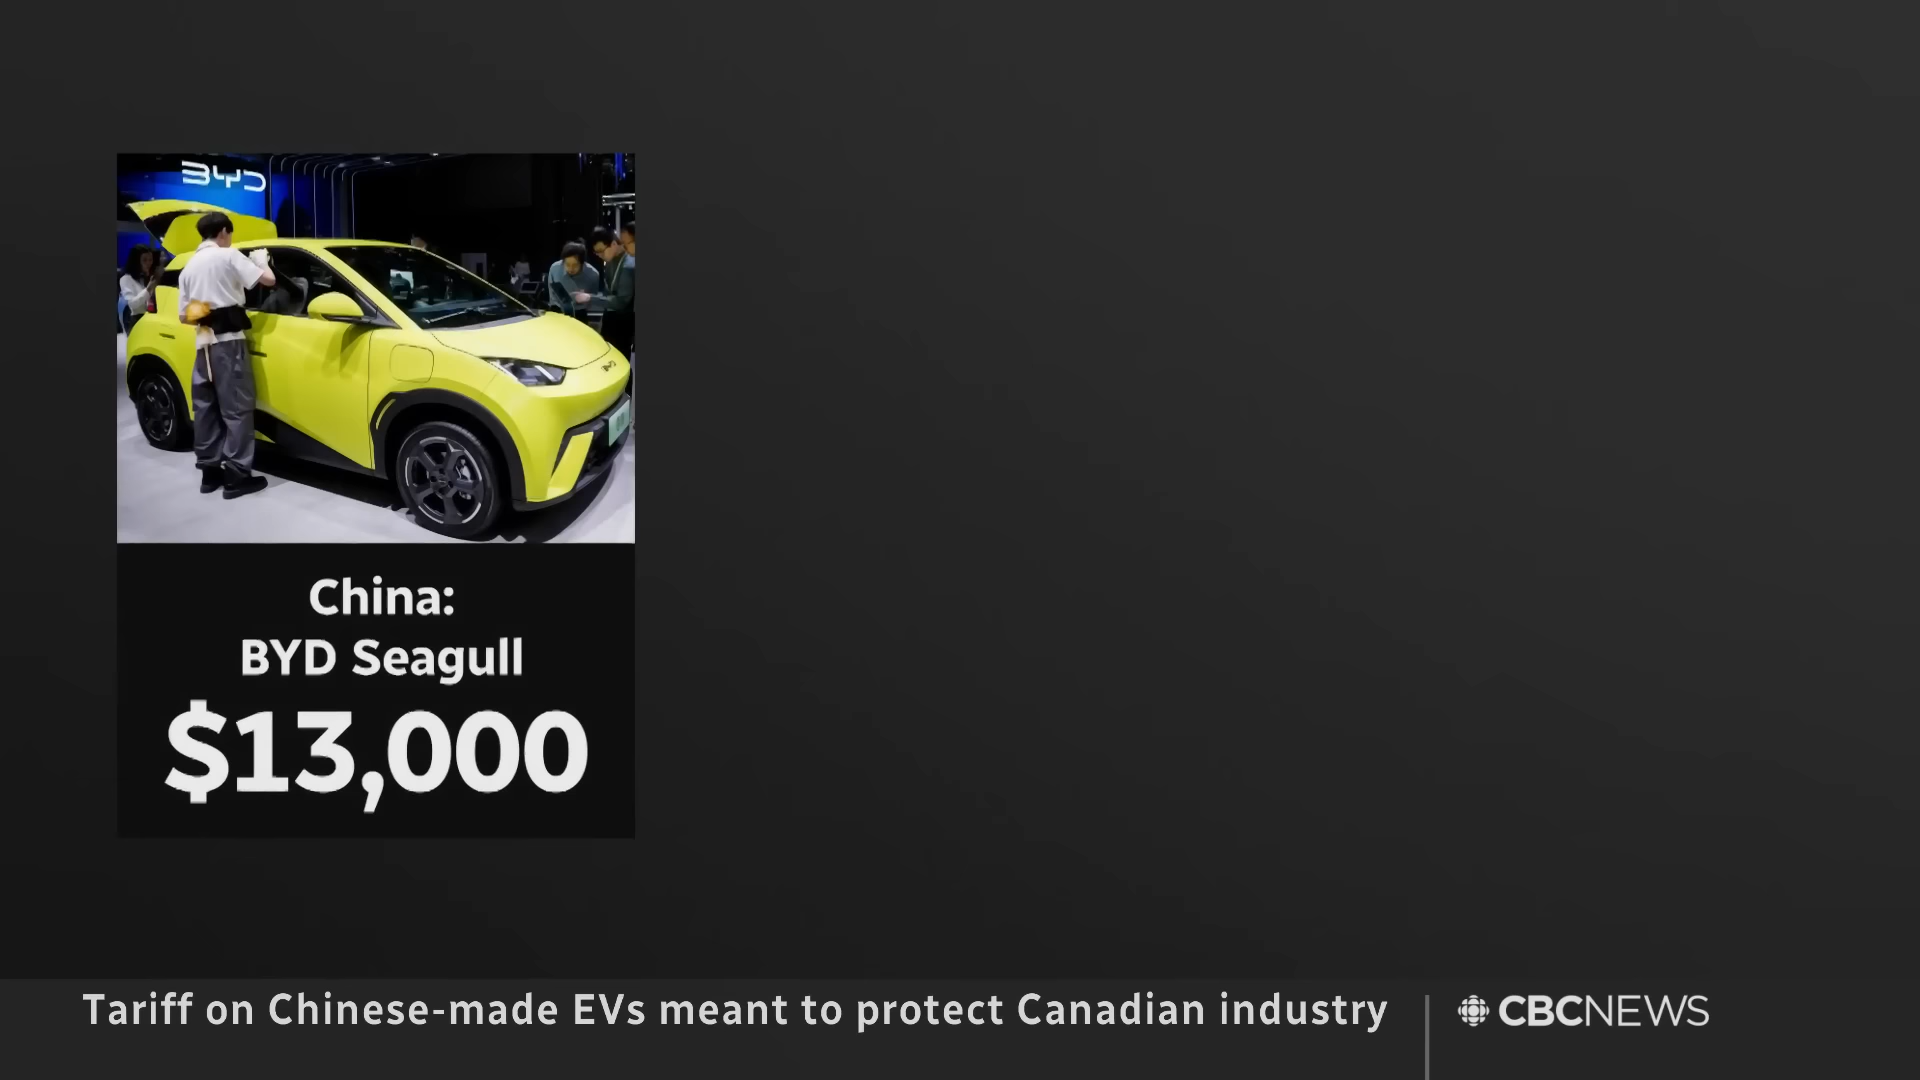 BYD
China:
BYD Seagull
$13,000
Tariff on Chinese-made EVs meant to protect Canadian industry
CBCNEWS